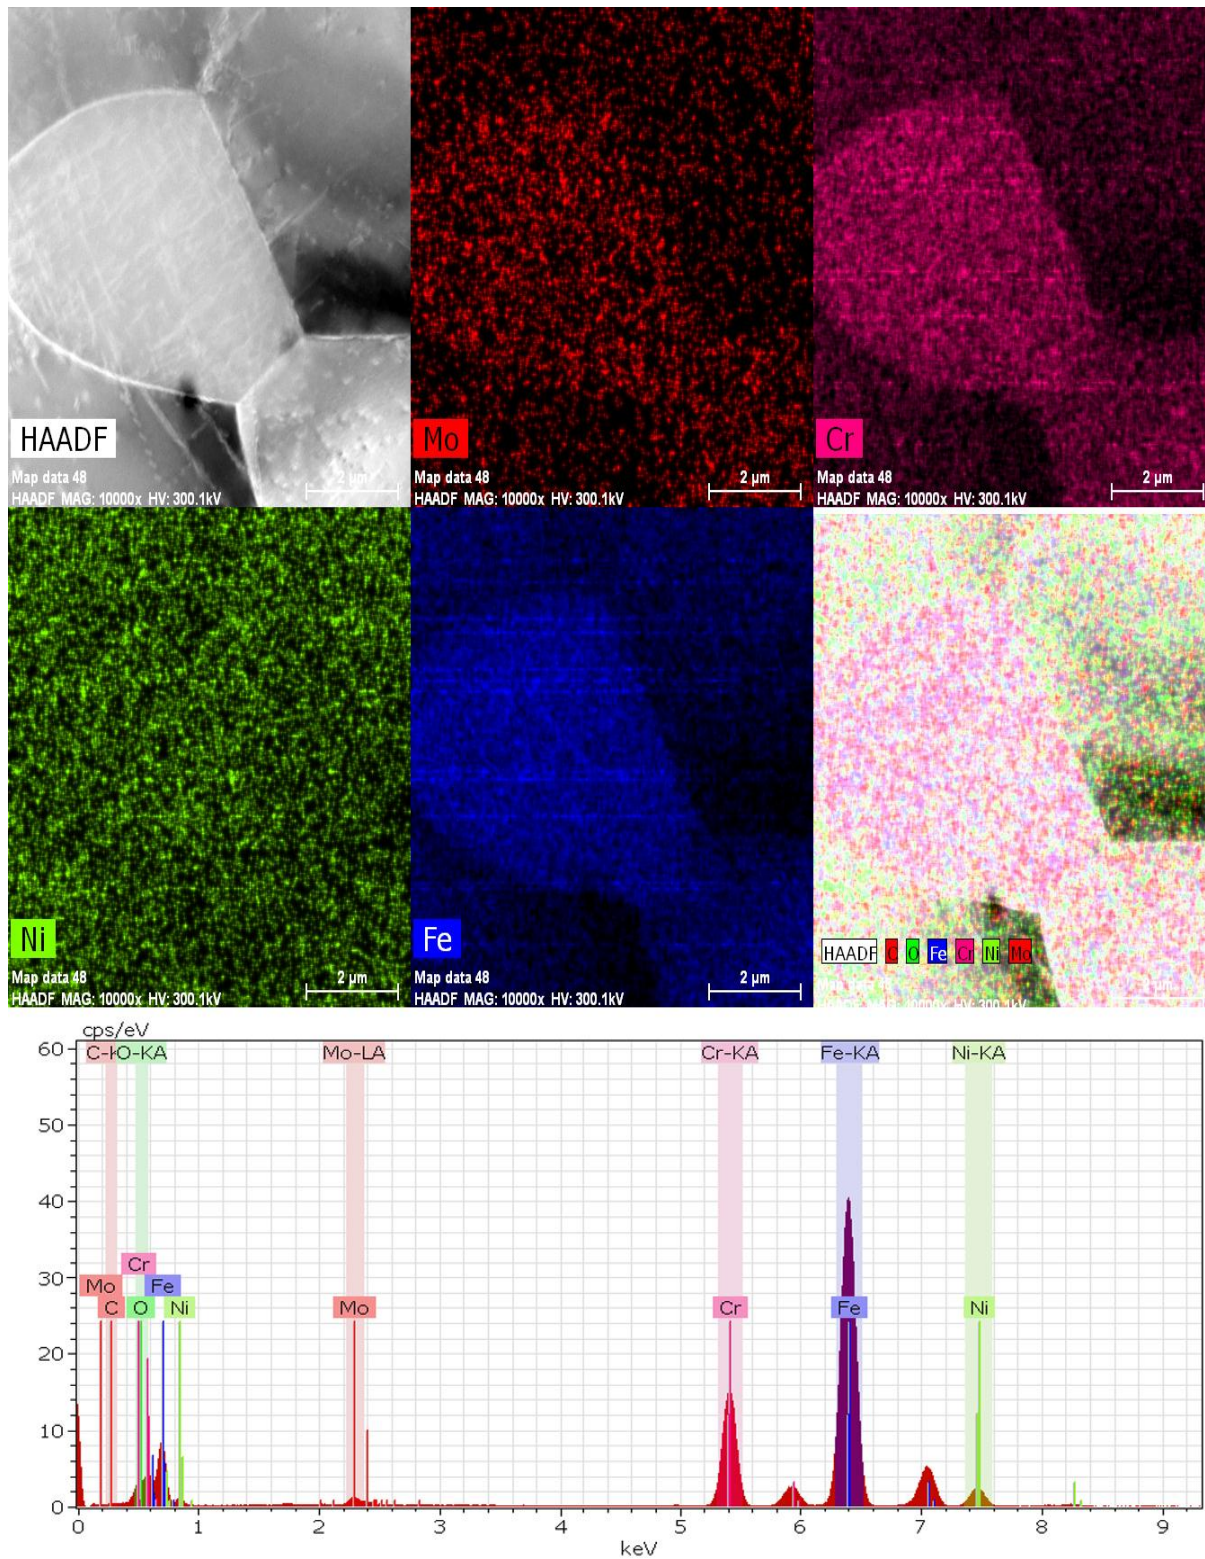 HAADF
Map data 48
HAADF MAG: 10000x HV: 300.1kV
2 µm
Mo
Map data 48
HAADF MAG: 10000x HV: 300.1kV
2 µm
Cr
Map data 48
HAADF MAG: 10000x HV: 300.1kV
2 µm
Ni
Map data 48
HAADF MAG: 10000x HV: 300.1kV
2 µm
Fe
Map data 48
HAADF MAG: 10000x HV: 300.1kV
2 µm
HAADF C O Fe Cr Ni Mo
300.1kV
cps/eV
60
50
40
30
20
10
0
O-KA Mo-LA Cr-KA Fe-KA Ni-KA
Cr
Mo Fe
C O Ni Mo Cr Fe Ni
0 1 2 3 4 5 6 7 8 9
keV